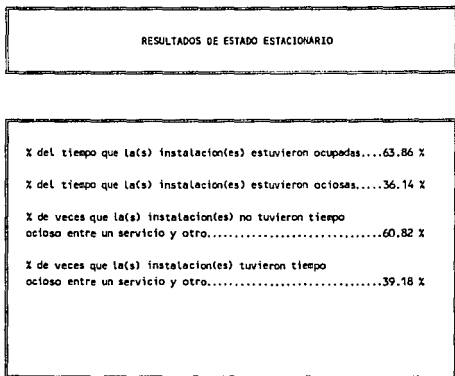 RESULTADOS DE ESTADO ESTACIONARIO
% del tiempo que la(s) instalacion(es) estuvieron ocupadas....63.86 %
% del tiempo que la(s) instalacion(es) estuvieron ociosas.....36.14 %
% de veces que la(s) instalacion(es) no tuvieron tiempo
ocioso entre un servicio y otro.............................60.82 %
% de veces que la(s) instalacion(es) tuvieron tiempo
ocioso entre un servicio y otro.............................39.18 %